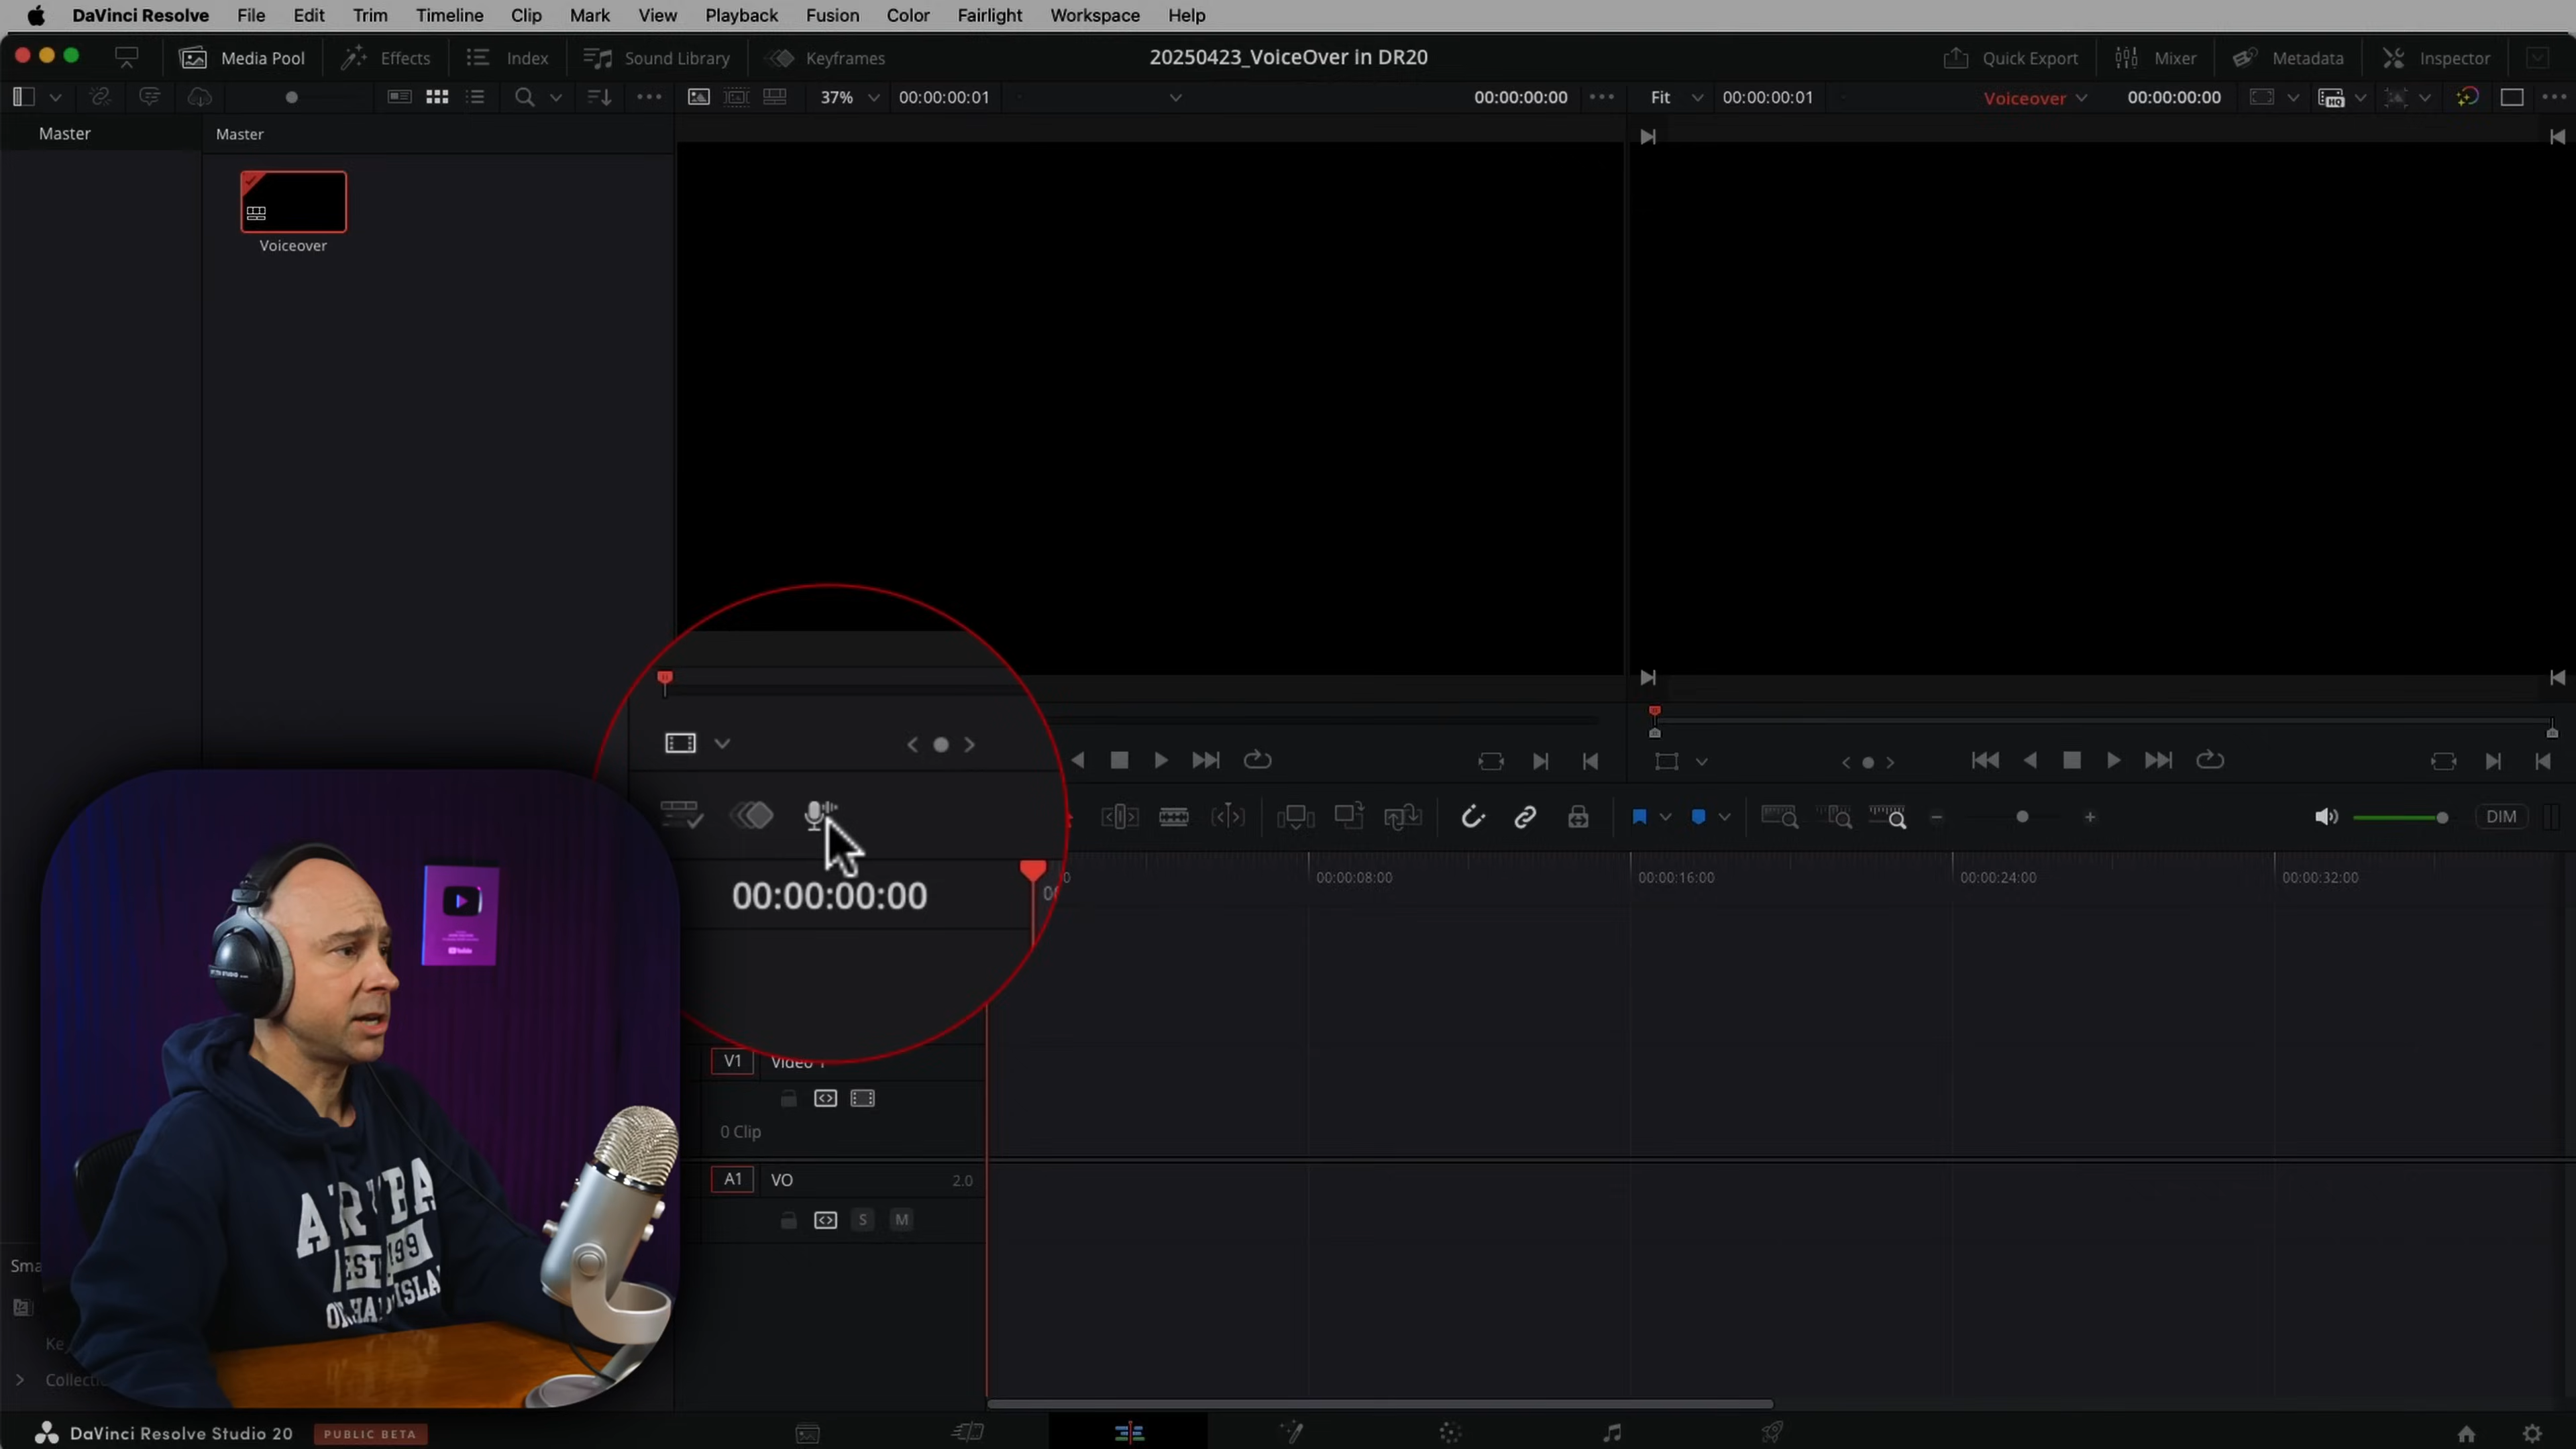 DaVinci Resolve File Edit Trim Timeline Clip Mark View Playback Fusion Color Fairlight Workspace Help
Media Pool Effects Index Sound Library Keyframes 20250423_VoiceOver in DR20 Quick Export Mixer Metadata Inspector
37% 00:00:00:01 00:00:00:00 Fit 00:00:00:01 Voiceover 00:00:00:00
Master Master
Voiceover
DIM
00:00:00:00
00:00:08:00 00:00:16:00 00:00:24:00 00:00:32:00
V1 Video 1
0 Clip
A1 VO 2.0
S M
EST 199
DaVinci Resolve Studio 20 PUBLIC BETA